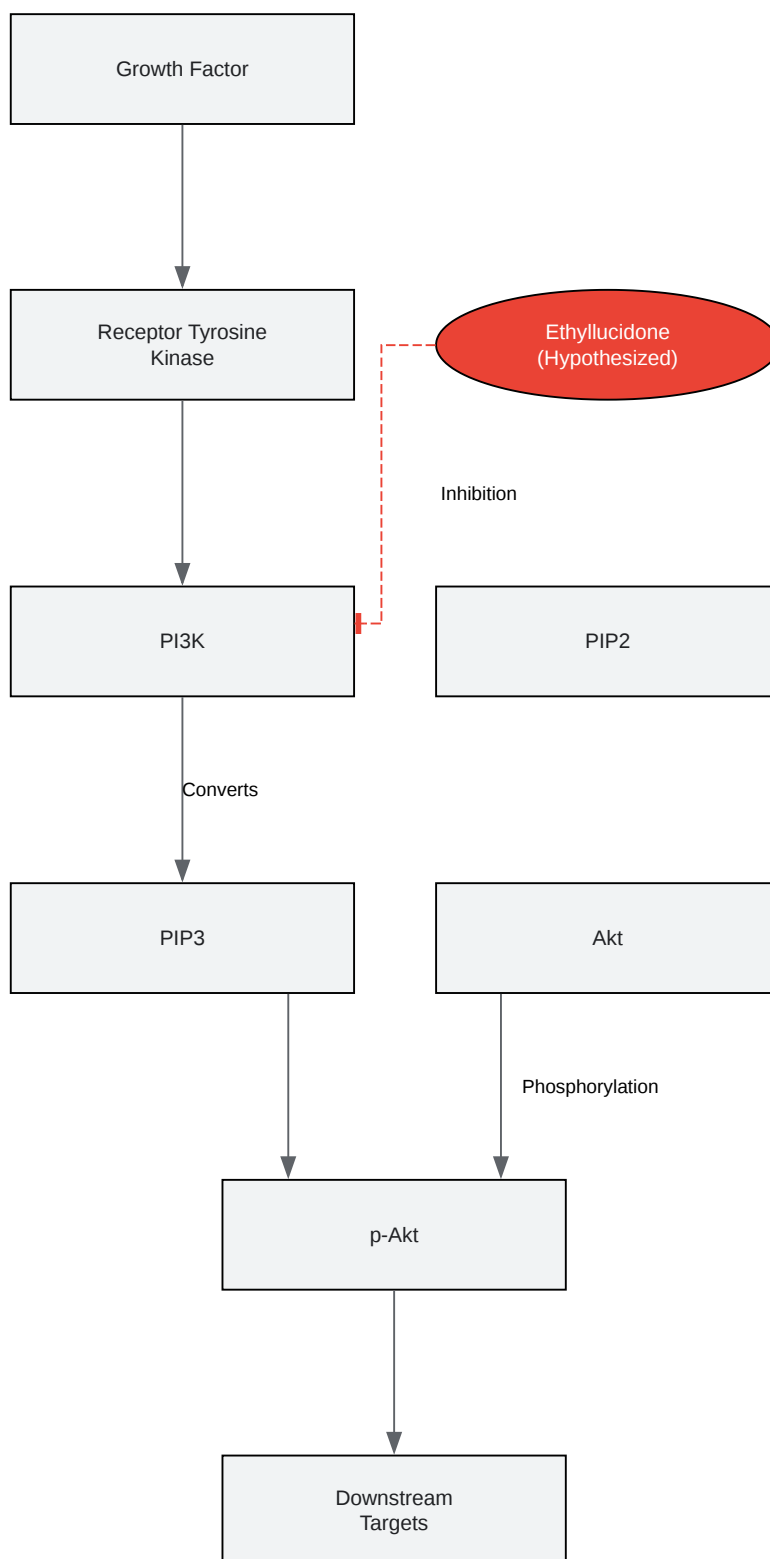 Growth Factor
Receptor Tyrosine
Kinase
Ethyllucidone
(Hypothesized)
Inhibition
PI3K
PIP2
Converts
PIP3
Akt
Phosphorylation
p-Akt
Downstream
Targets